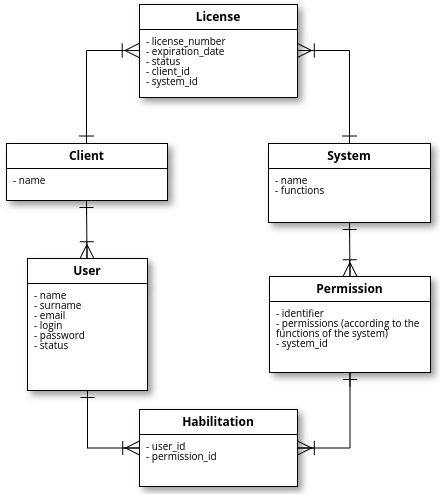 License
- license_number
- expiration_date
- status
- client_id
- system_id
Client
- name
System
- name
- functions
User
- name
- surname
- email
- login
- password
- status
Permission
- identifier
- permissions (according to the
functions of the system)
- system_id
Habilitation
- user_id
- permission_id